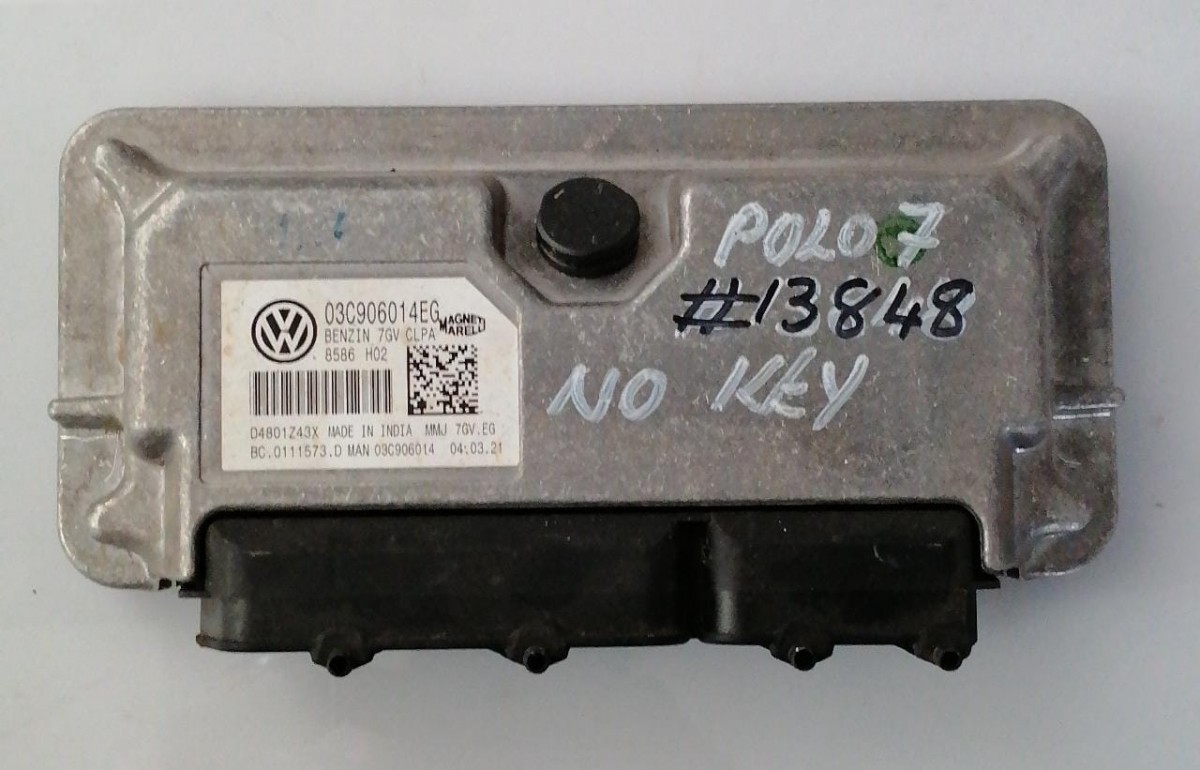 POLO 7
#13848
NO KEY
03C906014EG
MAGNETI
MARELLI
BENZIN 7GV CLPA
8586 H02
D4801Z43X MADE IN INDIA MMJ 7GV.EG
BC.0111573.D MAN 03C906014 04.03.21